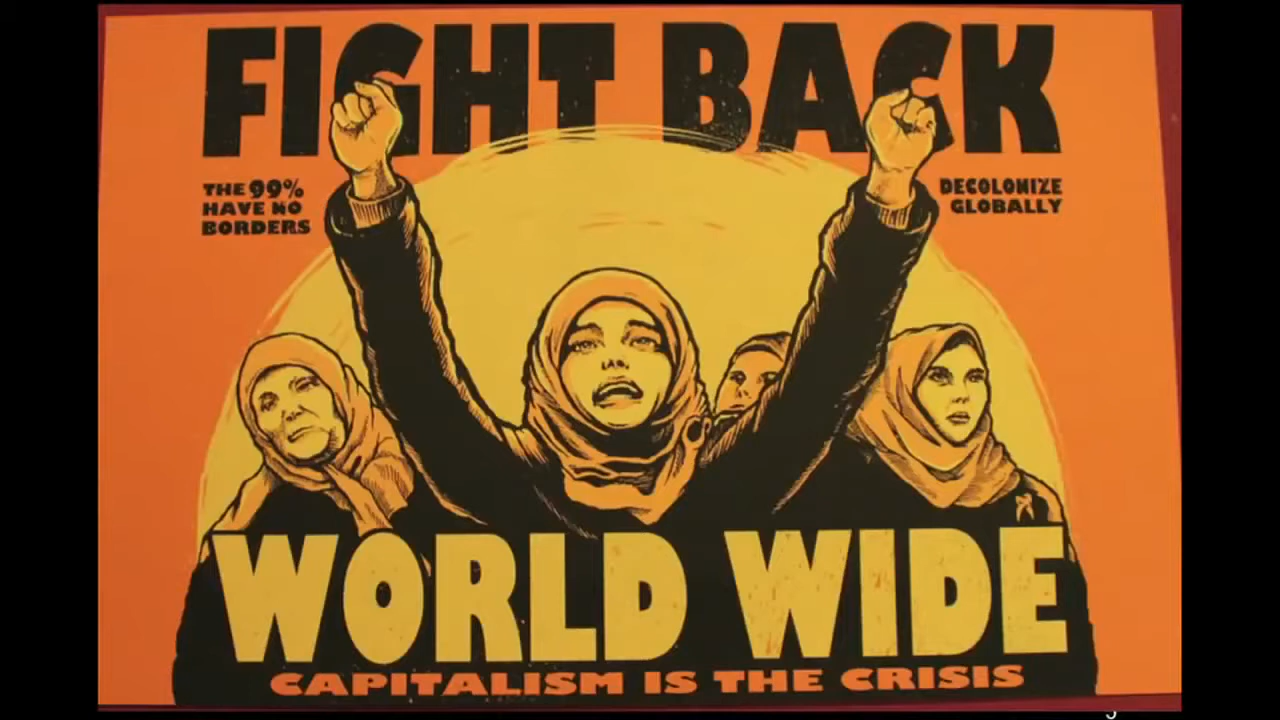 FIGHT BACK
THE 99%
HAVE NO
BORDERS
DECOLONIZE
GLOBALLY
WORLD WIDE
CAPITALISM IS THE CRISIS